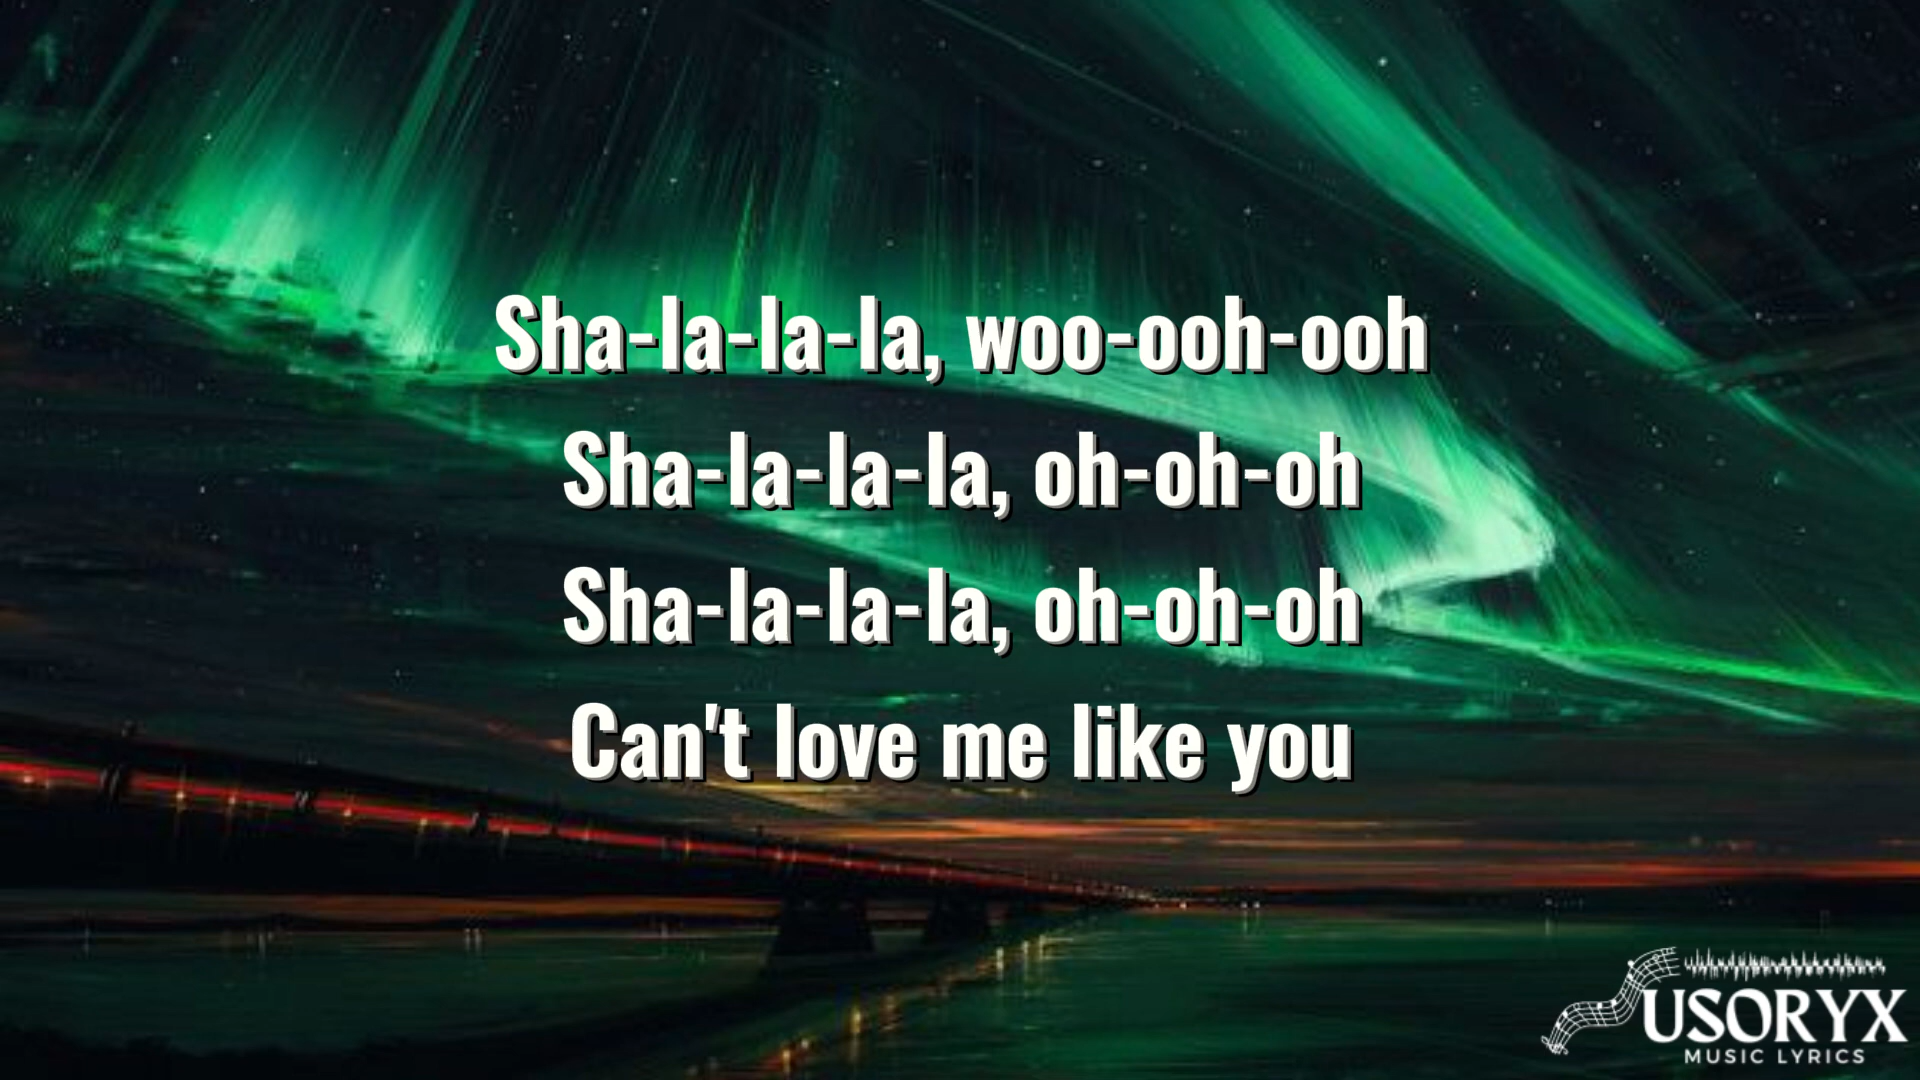 Sha-la-la-la, woo-ooh-ooh
Sha-la-la-la, oh-oh-oh
Sha-la-la-la, oh-oh-oh
Can't love me like you
USORYX
MUSIC LYRICS